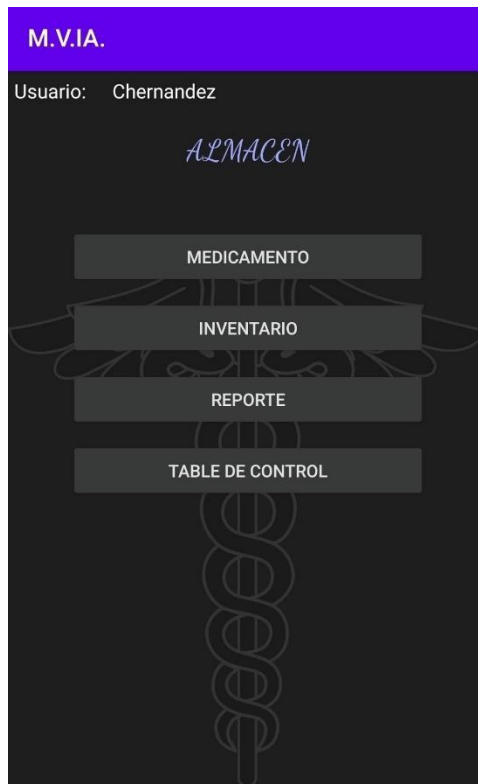 M.V.IA.
Usuario: Chernandez
ALMACEN
MEDICAMENTO
INVENTARIO
REPORTE
TABLE DE CONTROL